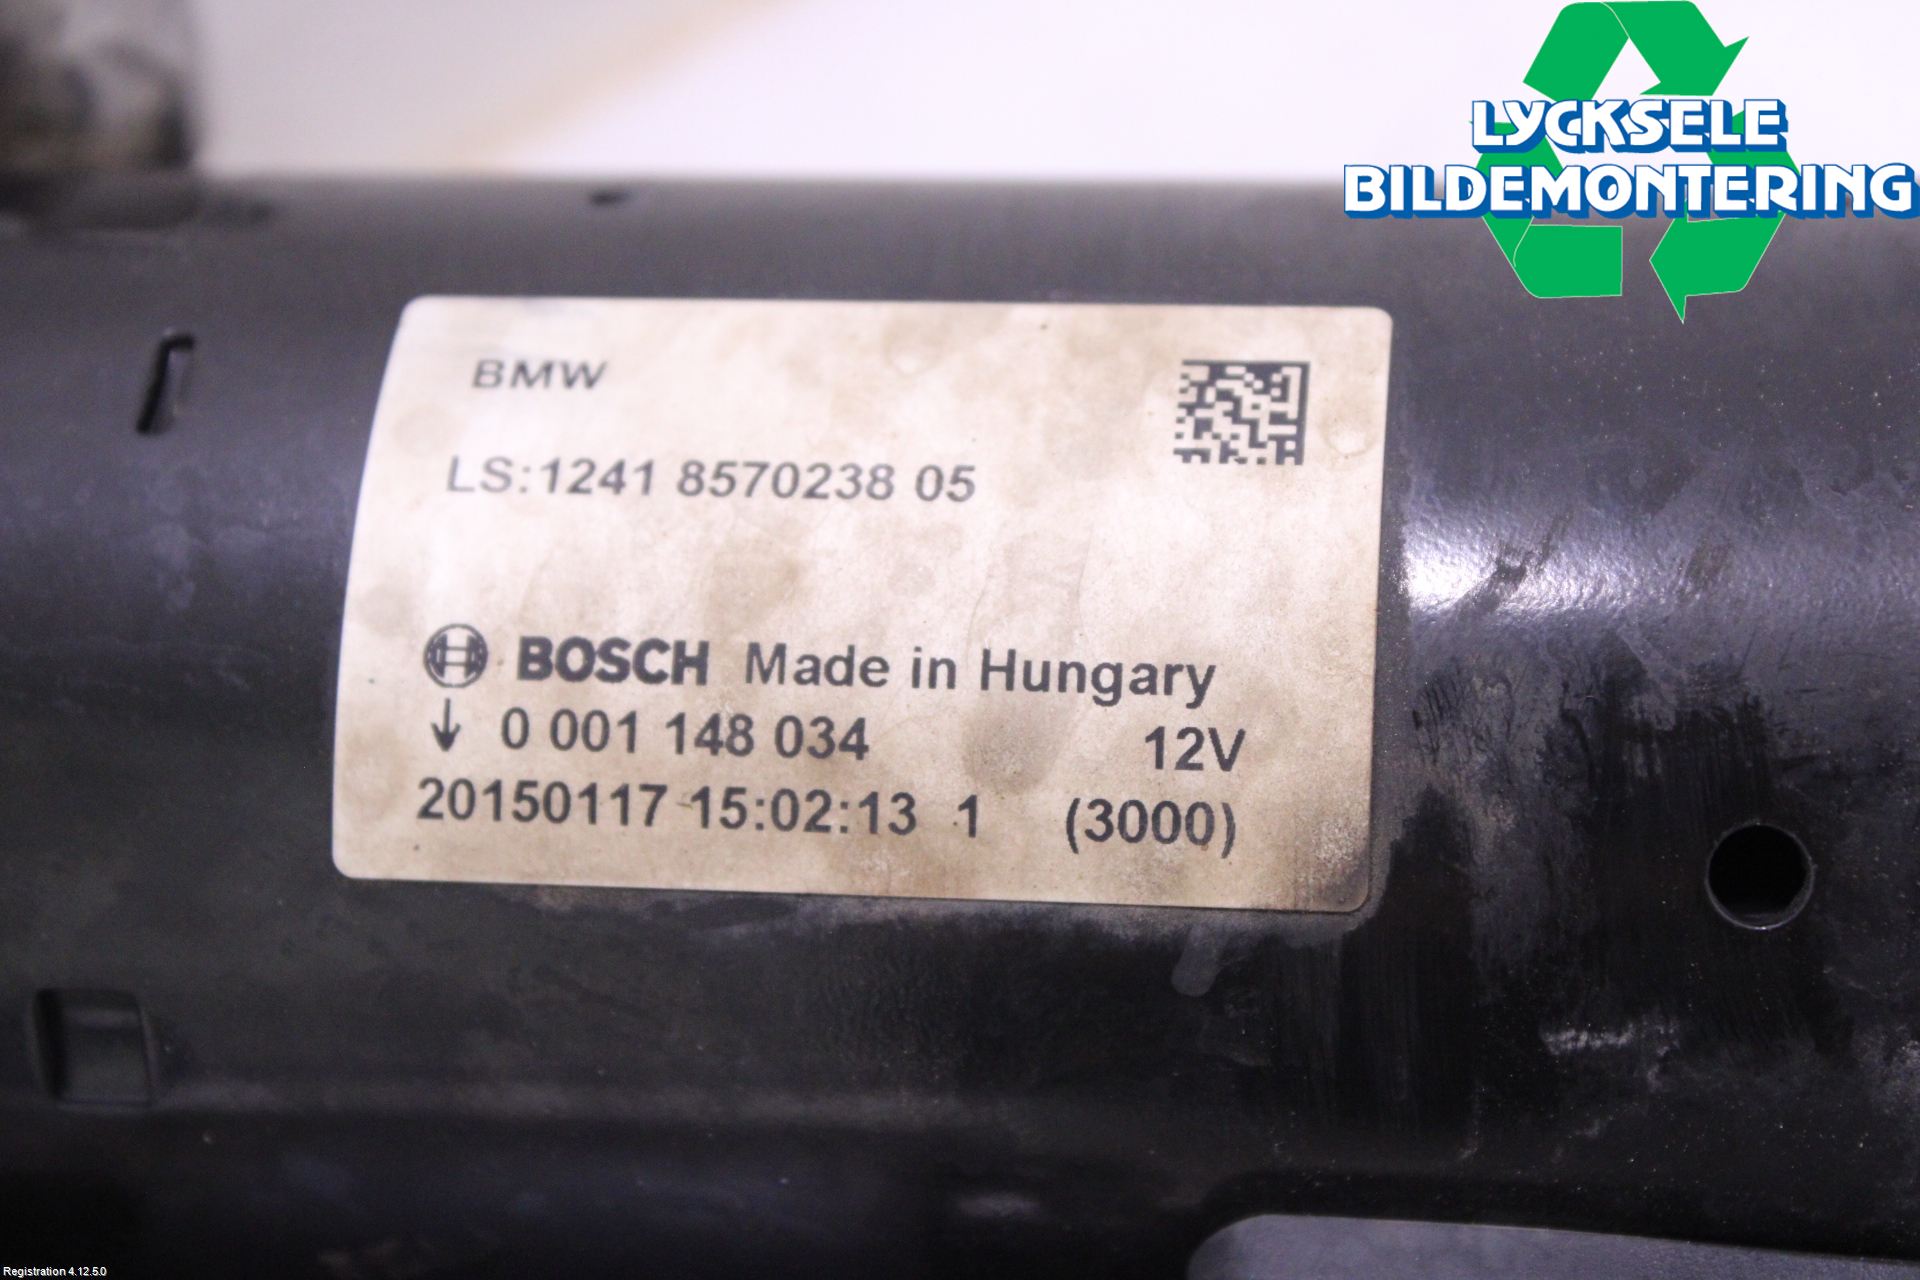 LYCKSELE
BILDEMONTERING
BMW
LS:1241 8570238 05
BOSCH Made in Hungary
↓ 0 001 148 034 12V
20150117 15:02:13 1 (3000)
Registration 4.12.5.0